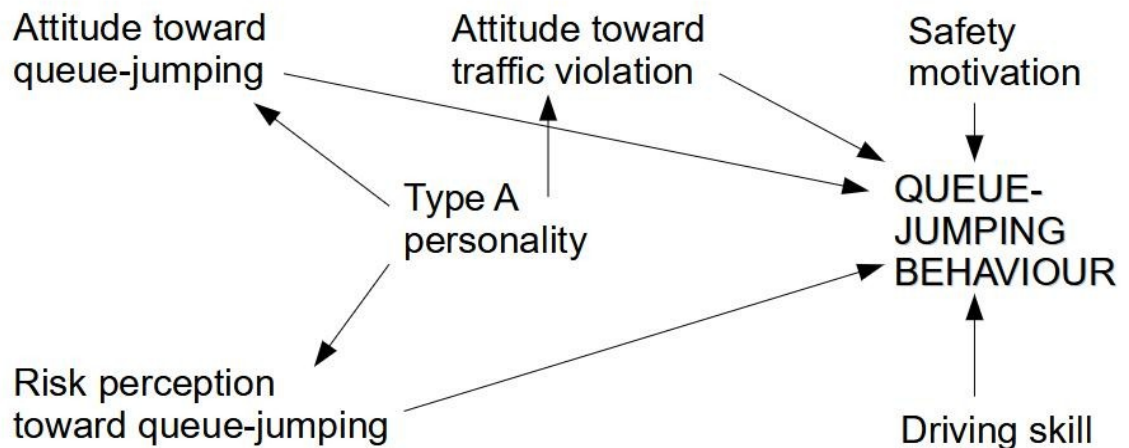 Attitude toward
queue-jumping
Attitude toward
traffic violation
Safety
motivation
Type A
personality
QUEUE-
JUMPING
BEHAVIOUR
Risk perception
toward queue-jumping
Driving skill